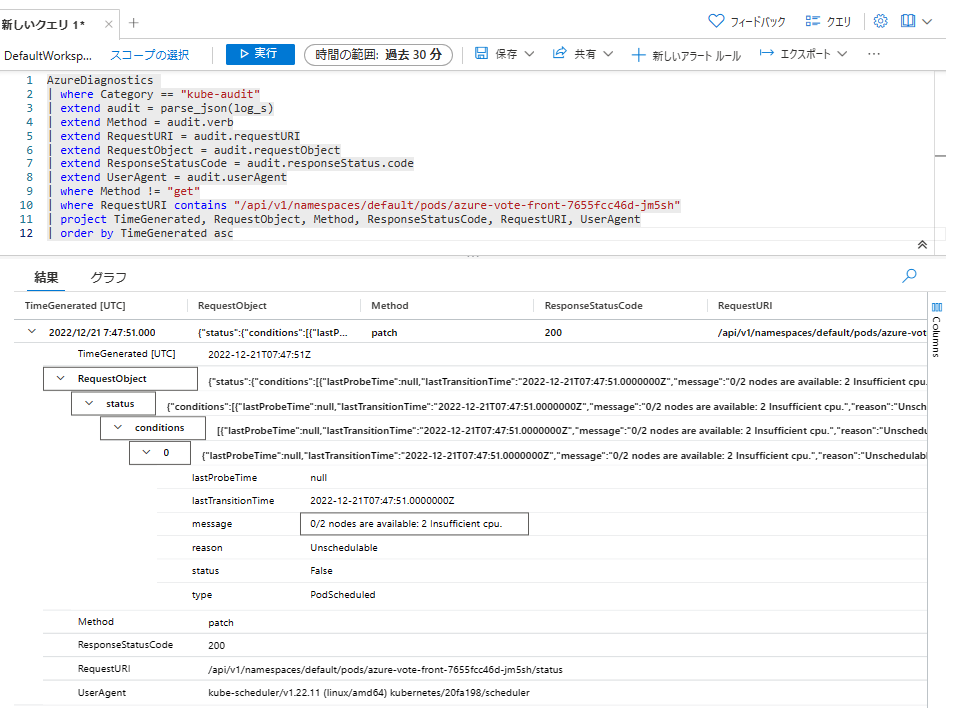 新しいクエリ 1* × +
フィードバック クエリ
DefaultWorksp... スコープの選択 実行 時間の範囲: 過去 30 分 保存 共有 新しいアラート ルール エクスポート ...
1 AzureDiagnostics
2 | where Category == "kube-audit"
3 | extend audit = parse_json(log_s)
4 | extend Method = audit.verb
5 | extend RequestURI = audit.requestURI
6 | extend RequestObject = audit.requestObject
7 | extend ResponseStatusCode = audit.responseStatus.code
8 | extend UserAgent = audit.userAgent
9 | where Method != "get"
10 | where RequestURI contains "/api/v1/namespaces/default/pods/azure-vote-front-7655fcc46d-jm5sh"
11 | project TimeGenerated, RequestObject, Method, ResponseStatusCode, RequestURI, UserAgent
12 | order by TimeGenerated asc
結果 グラフ
TimeGenerated [UTC] RequestObject Method ResponseStatusCode RequestURI
Columns
2022/12/21 7:47:51.000 {"status":{"conditions":[{"lastP... patch 200 /api/v1/namespaces/default/pods/azure-vot
TimeGenerated [UTC] 2022-12-21T07:47:51Z
RequestObject {"status":{"conditions":[{"lastProbeTime":null,"lastTransitionTime":"2022-12-21T07:47:51.0000000Z","message":"0/2 nodes are available: 2 Insufficient cpu.
status {"conditions":[{"lastProbeTime":null,"lastTransitionTime":"2022-12-21T07:47:51.0000000Z","message":"0/2 nodes are available: 2 Insufficient cpu.","reason":"Unsch
conditions [{"lastProbeTime":null,"lastTransitionTime":"2022-12-21T07:47:51.0000000Z","message":"0/2 nodes are available: 2 Insufficient cpu.","reason":"Unschedu
0 {"lastProbeTime":null,"lastTransitionTime":"2022-12-21T07:47:51.0000000Z","message":"0/2 nodes are available: 2 Insufficient cpu.","reason":"Unschedulabl
lastProbeTime null
lastTransitionTime 2022-12-21T07:47:51.0000000Z
message 0/2 nodes are available: 2 Insufficient cpu.
reason Unschedulable
status False
type PodScheduled
Method patch
ResponseStatusCode 200
RequestURI /api/v1/namespaces/default/pods/azure-vote-front-7655fcc46d-jm5sh/status
UserAgent kube-scheduler/v1.22.11 (linux/amd64) kubernetes/20fa198/scheduler